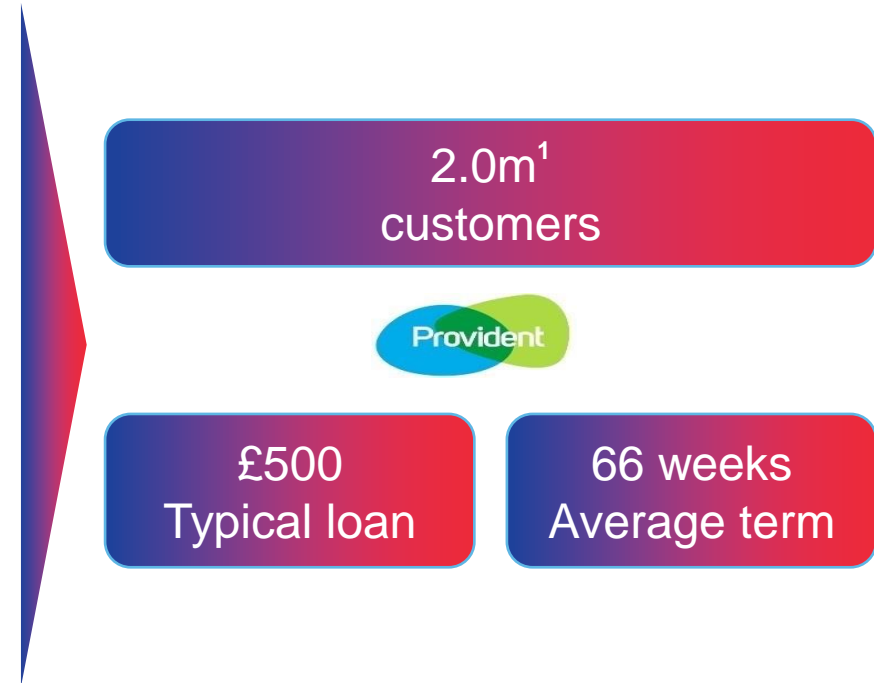 2.0m¹
customers
Provident
£500
Typical loan
66 weeks
Average term